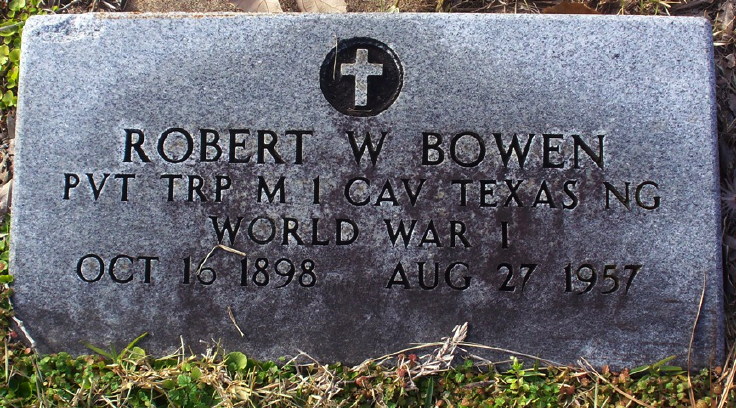 ROBERT W BOWEN
PVT TRP M 1 CAV TEXAS NG
WORLD WAR I
OCT 16 1898 AUG 27 1957